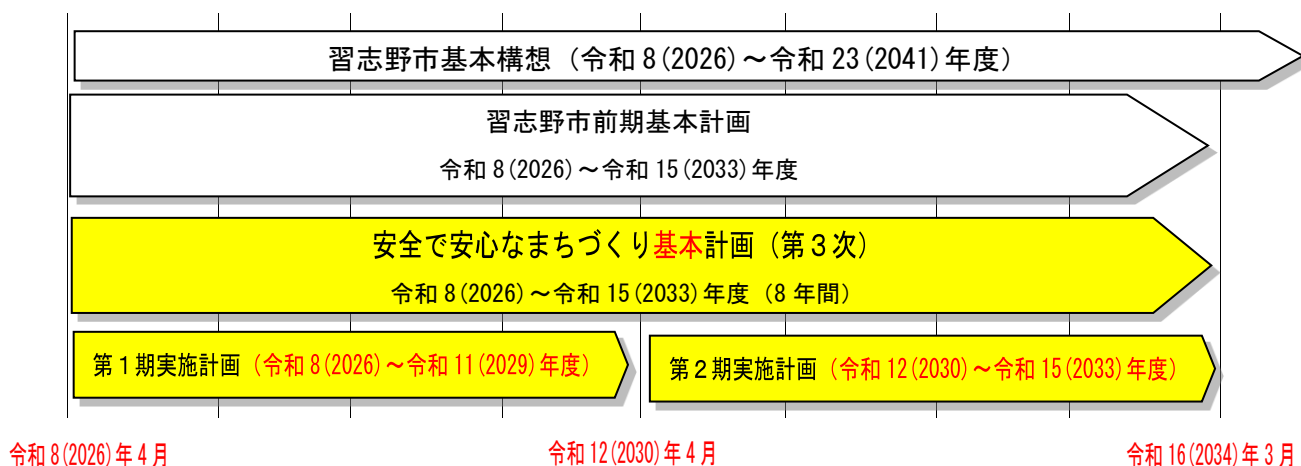 習志野市基本構想（令和８(2026)～令和 23(2041)年度）
習志野市前期基本計画
令和８(2026)～令和 15(2033)年度
安全で安心なまちづくり基本計画（第３次）
令和８(2026)～令和 15(2033)年度（８年間）
第１期実施計画（令和８(2026)～令和 11(2029)年度）
第２期実施計画（令和 12(2030)～令和 15(2033)年度）
令和８(2026)年４月
令和 12(2030)年４月
令和 16(2034)年３月